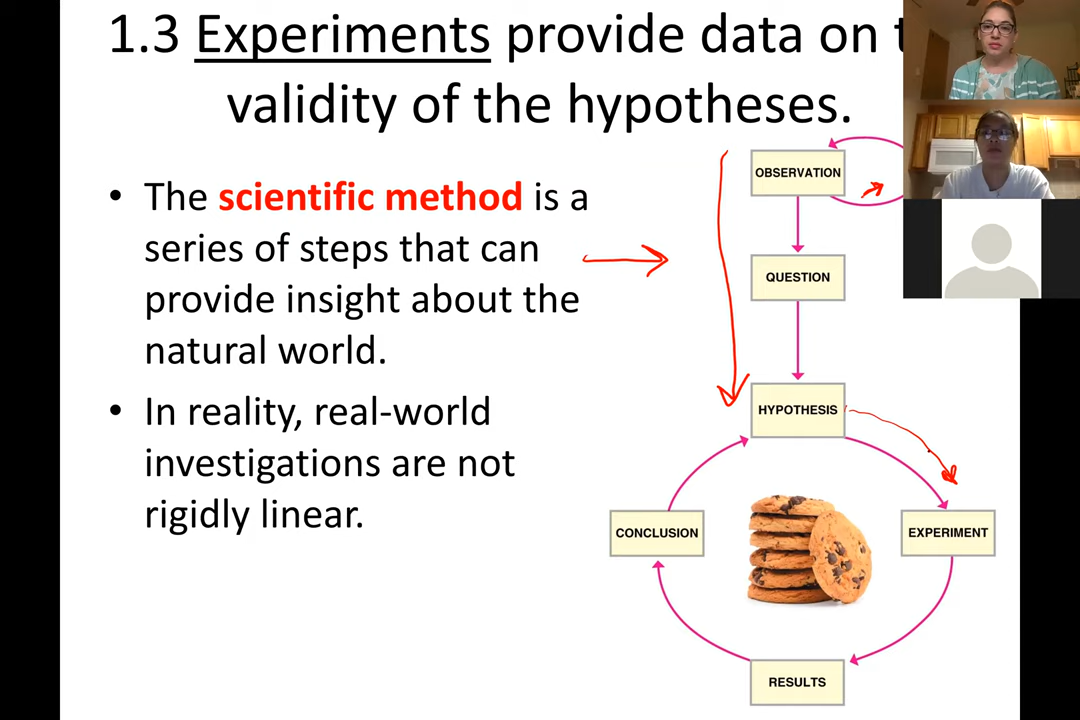 1.3 Experiments provide data on
validity of the hypotheses.
• The scientific method is a
series of steps that can
provide insight about the
natural world.
• In reality, real-world
investigations are not
rigidly linear.
OBSERVATION
QUESTION
HYPOTHESIS
CONCLUSION
EXPERIMENT
RESULTS